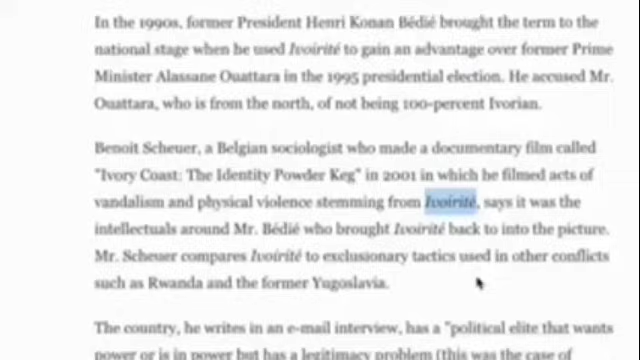 In the 1990s, former President Henri Konan Bédié brought the term to the
national stage when he used Ivoirité to gain an advantage over former Prime
Minister Alassane Ouattara in the 1995 presidential election. He accused Mr.
Ouattara, who is from the north, of not being 100-percent Ivorian.
Benoit Scheuer, a Belgian sociologist who made a documentary film called
"Ivory Coast: The Identity Powder Keg" in 2001 in which he filmed acts of
vandalism and physical violence stemming from Ivoirité, says it was the
intellectuals around Mr. Bédié who brought Ivoirité back to into the picture.
Mr. Scheuer compares Ivoirité to exclusionary tactics used in other conflicts
such as Rwanda and the former Yugoslavia.
The country, he writes in an e-mail interview, has a "political elite that wants
power or is in power but has a legitimacy problem (this was the case of